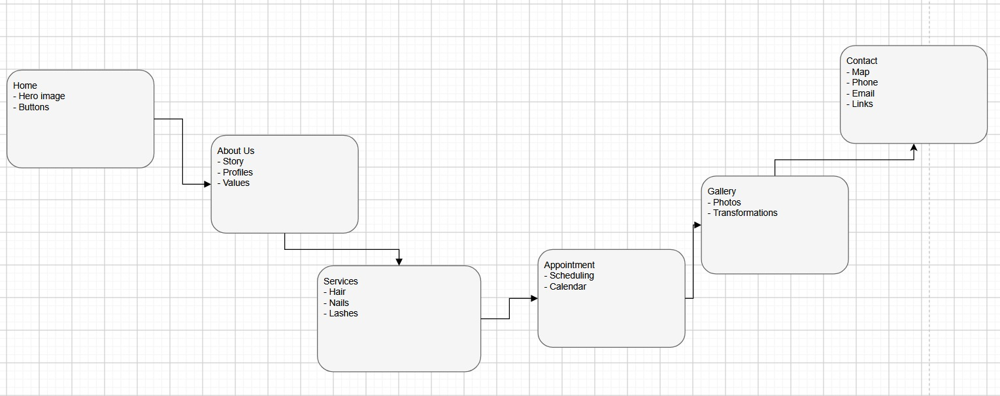 Home
- Hero image
- Buttons
About Us
- Story
- Profiles
- Values
Services
- Hair
- Nails
- Lashes
Appointment
- Scheduling
- Calendar
Gallery
- Photos
- Transformations
Contact
- Map
- Phone
- Email
- Links